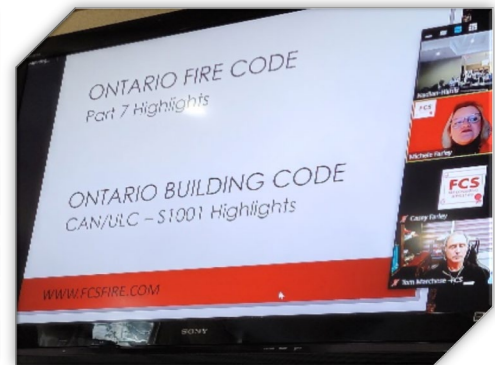 ONTARIO FIRE CODE
Part 7 Highlights
ONTARIO BUILDING CODE
CAN/ULC – S1001 Highlights
WWW.FCSFIRE.COM
SONY
FCS
Michele Farley
FCS
Casey Farley
Tom Marchese -FCS